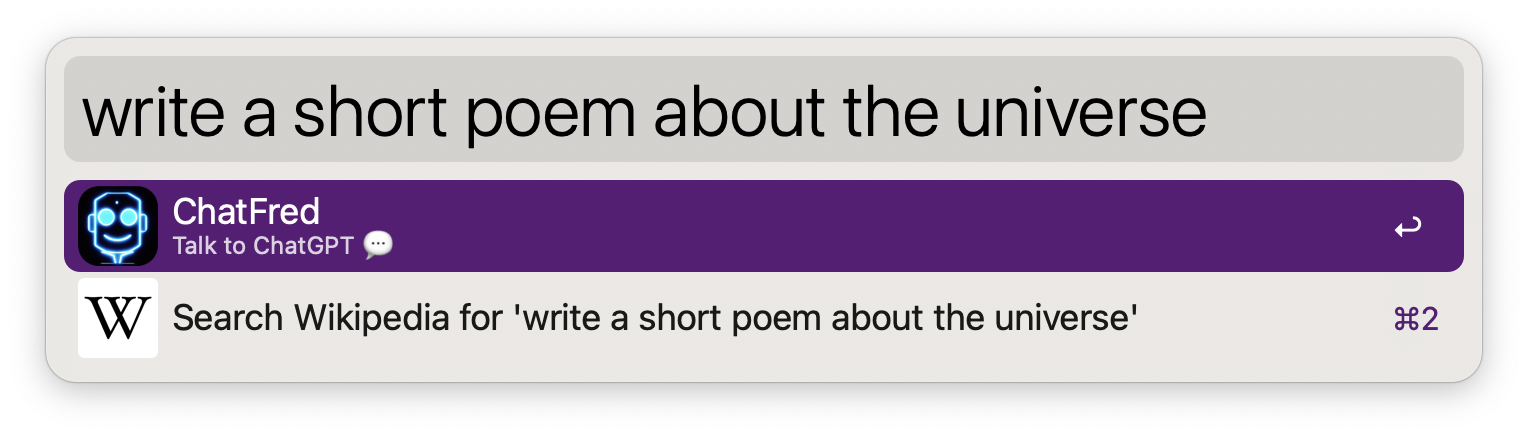 write a short poem about the universe
ChatFred
Talk to ChatGPT 💬
W
Search Wikipedia for 'write a short poem about the universe'
⌘2